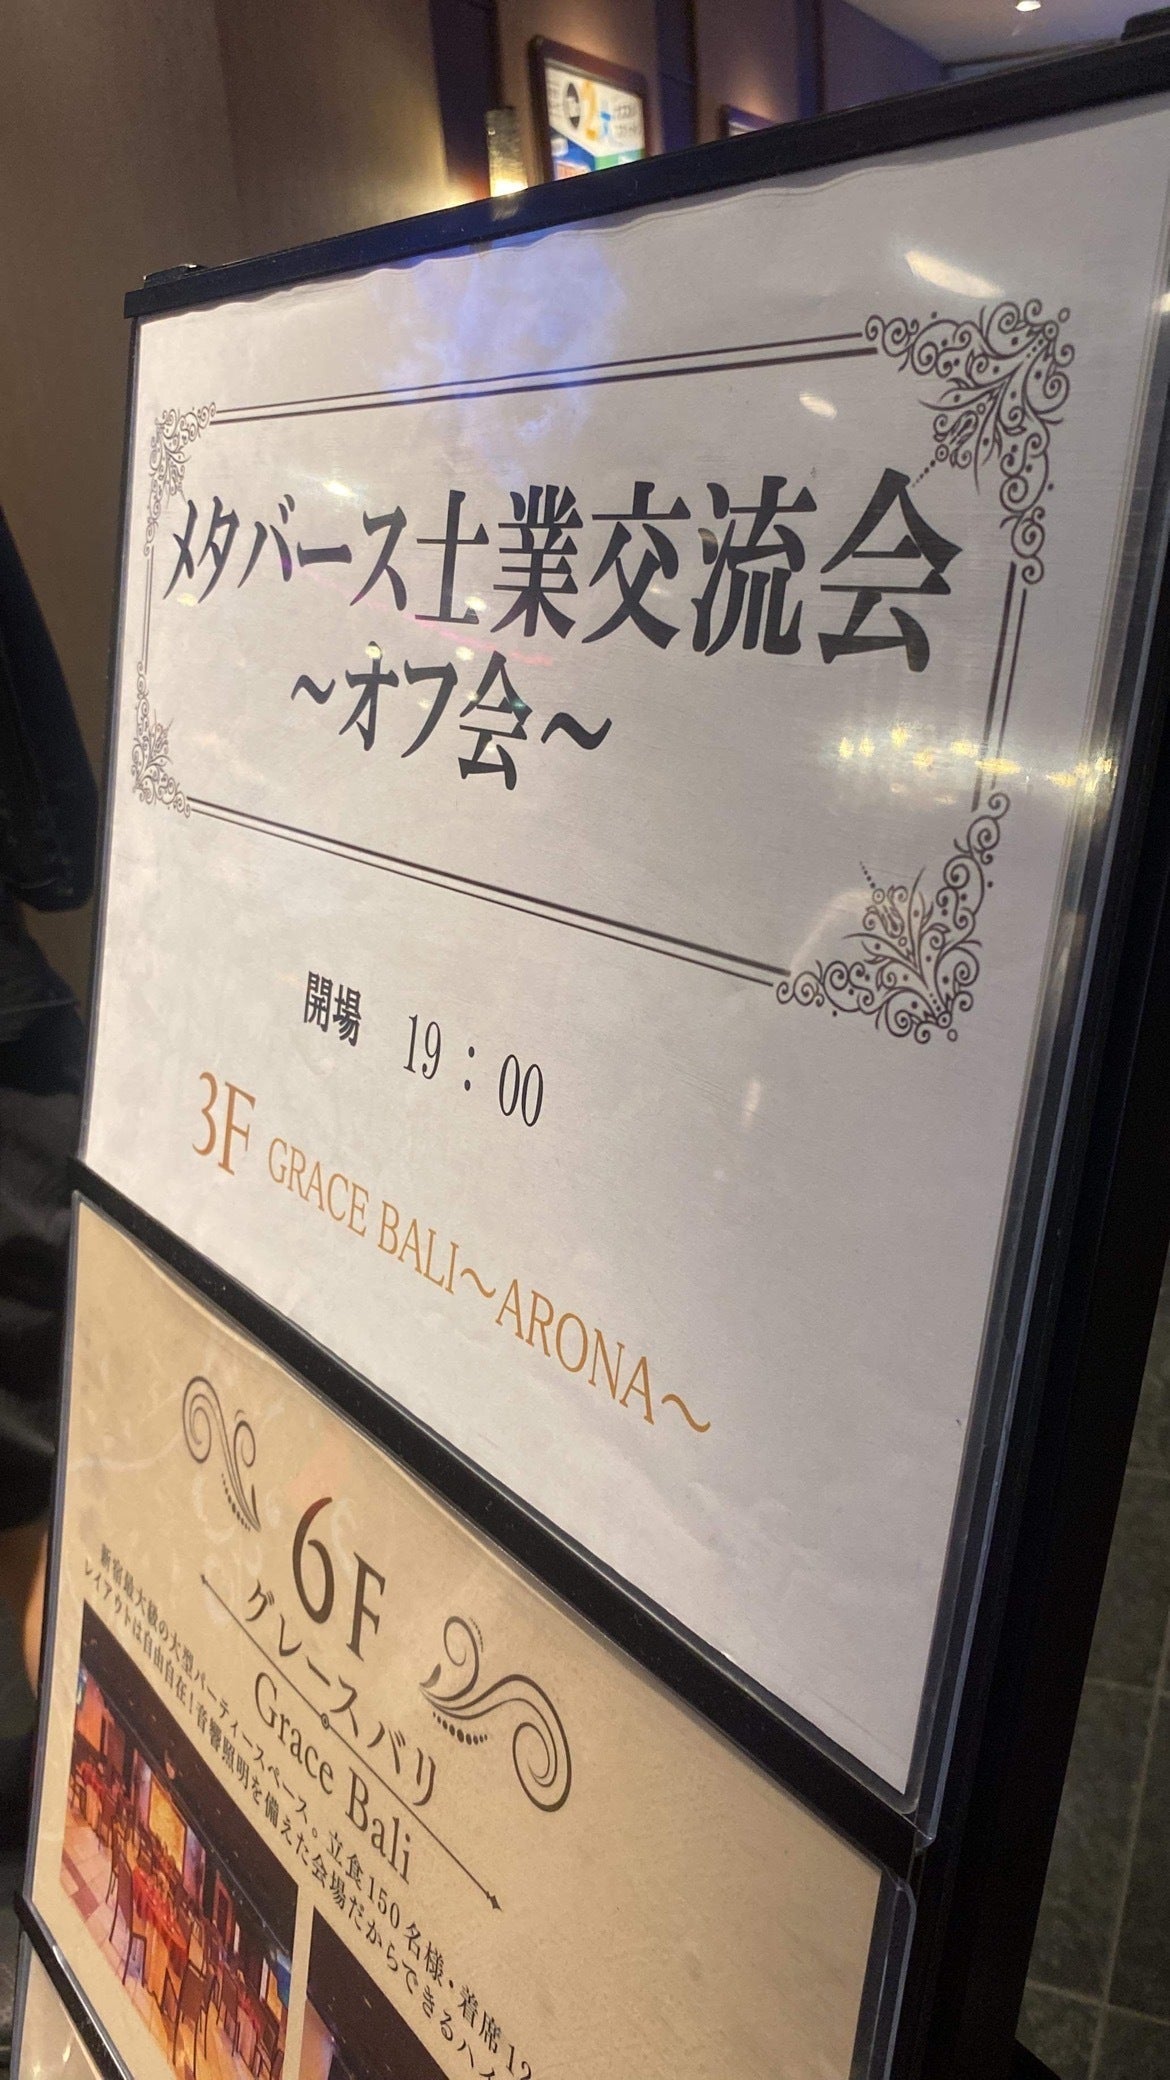 メタバース士業交流会
～オフ会～
開場　19：00
3F GRACE BALI～ARONA～
6F
グレースバリ
Grace Bali
新宿最大級の大型パーティースペース。立食150名様・着席12
レイアウトは自由自在！音響照明を備えた会場だからできるハイ